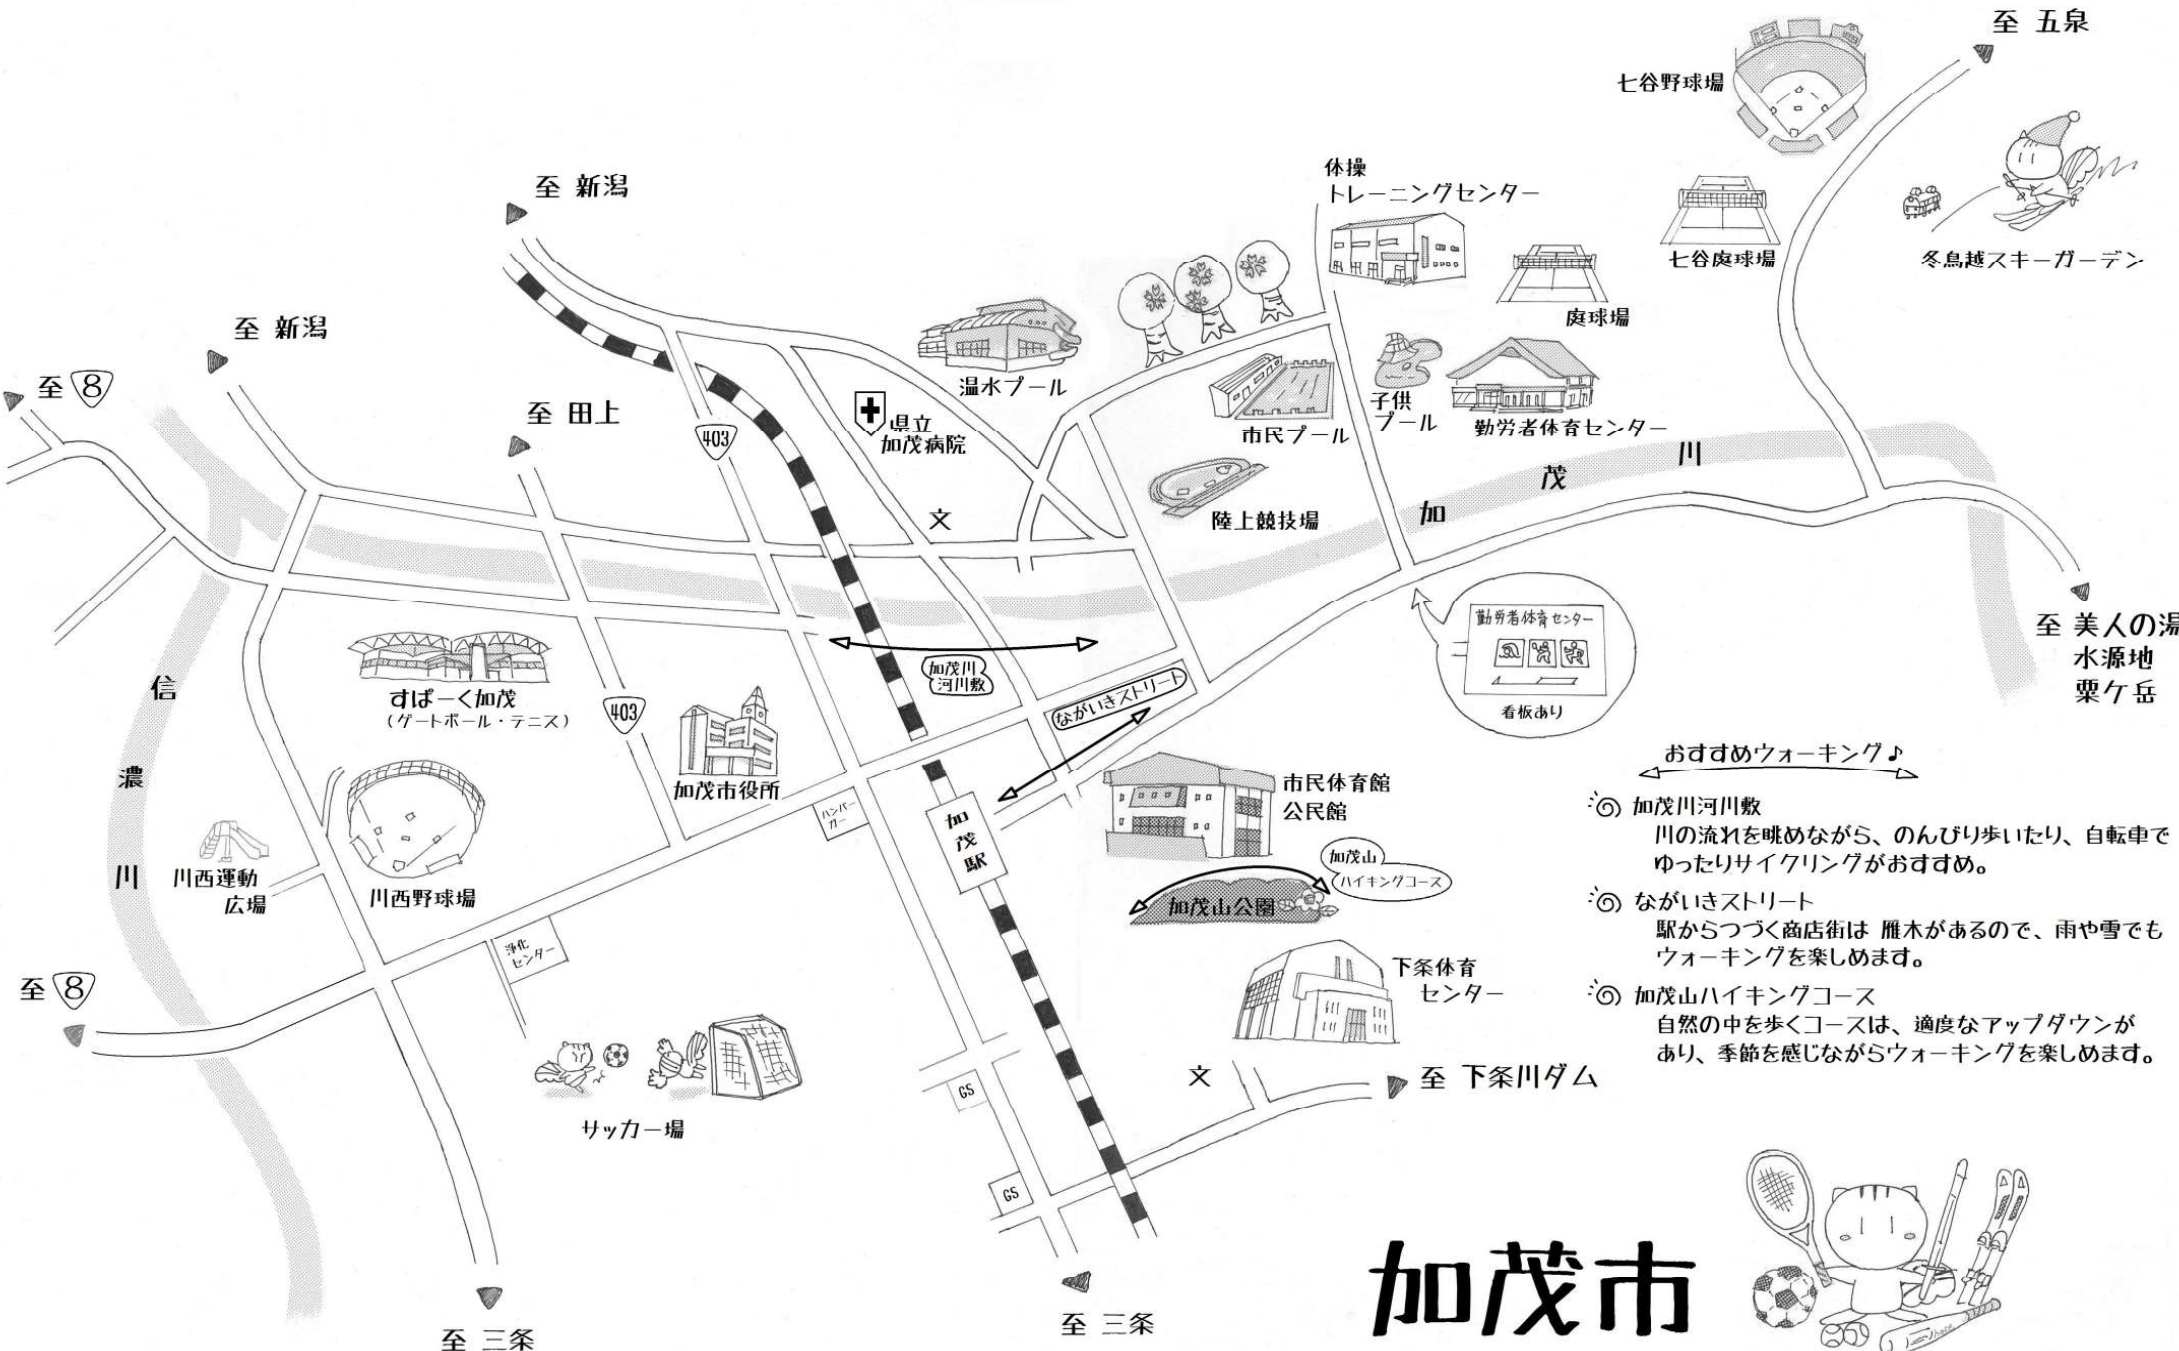 至 五泉
七谷野球場
体操
トレーニングセンター
至 新潟
七谷庭球場
冬鳥越スキーガーデン
庭球場
至 新潟
至 8
温水プール
至 田上
403
県立
加茂病院
子供
プール
市民プール
勤労者体育センター
加 茂 川
文
陸上競技場
勤労者体育センター
看板あり
至 美人の湯
水源地
粟ケ岳
すぱーく加茂
(ゲートボール・テニス)
403
加茂川
河川敷
ながいきストリート
信 濃 川
加茂市役所
ハンバー
ガー
加茂駅
市民体育館
公民館
加茂山
ハイキングコース
加茂山公園
川西運動
広場
川西野球場
浄化
センター
下条体育
センター
至 8
サッカー場
文
至 下条川ダム
GS
GS
至 三条
至 三条
おすすめウォーキング♪
加茂川河川敷
川の流れを眺めながら、のんびり歩いたり、自転車で
ゆったりサイクリングがおすすめ。
ながいきストリート
駅からつづく商店街は 雁木があるので、雨や雪でも
ウォーキングを楽しめます。
加茂山ハイキングコース
自然の中を歩くコースは、適度なアップダウンが
あり、季節を感じながらウォーキングを楽しめます。
加茂市